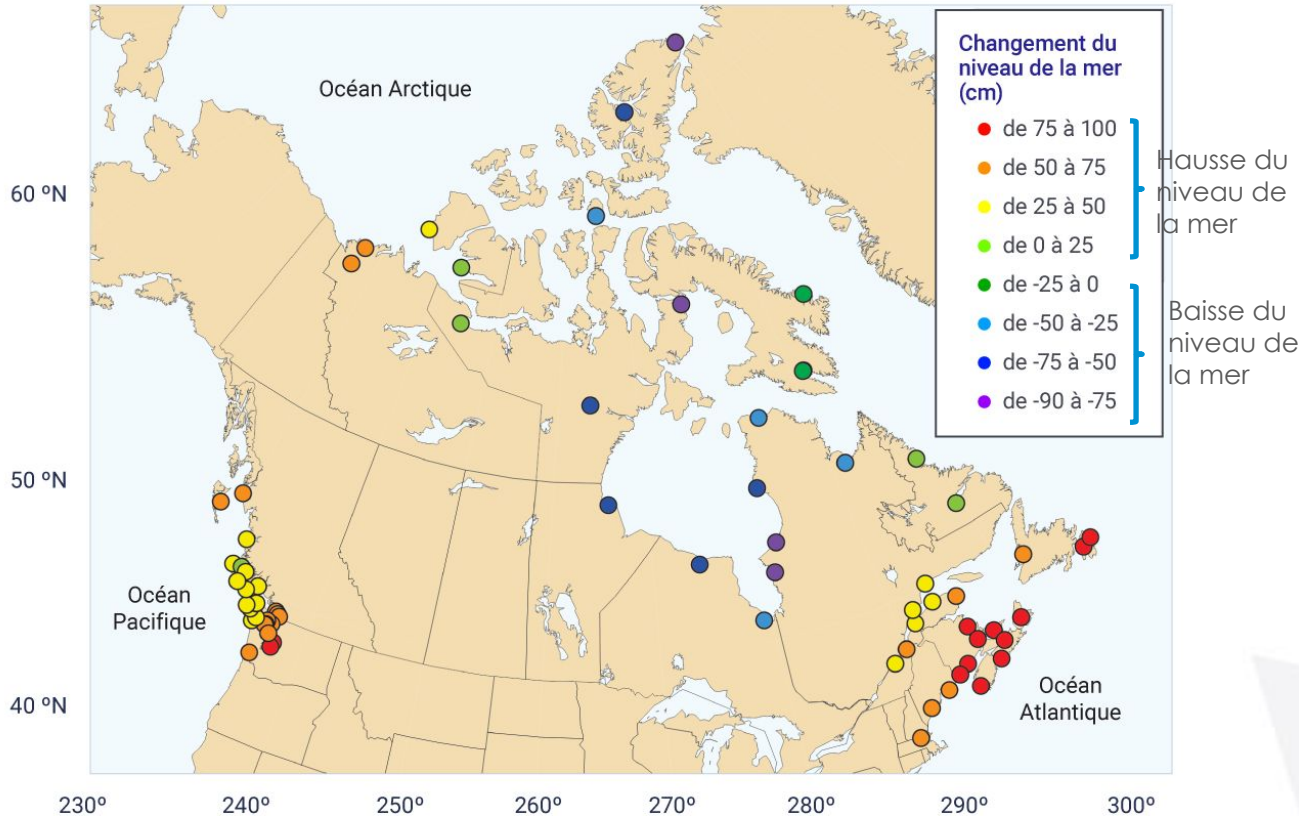 Océan Arctique
Changement du
niveau de la mer
(cm)
de 75 à 100
de 50 à 75
de 25 à 50
de 0 à 25
de -25 à 0
de -50 à -25
de -75 à -50
de -90 à -75
Hausse du
niveau de
la mer
Baisse du
niveau de
la mer
60 ºN
50 ºN
40 ºN
Océan
Pacifique
Océan
Atlantique
230º 240º 250º 260º 270º 280º 290º 300º